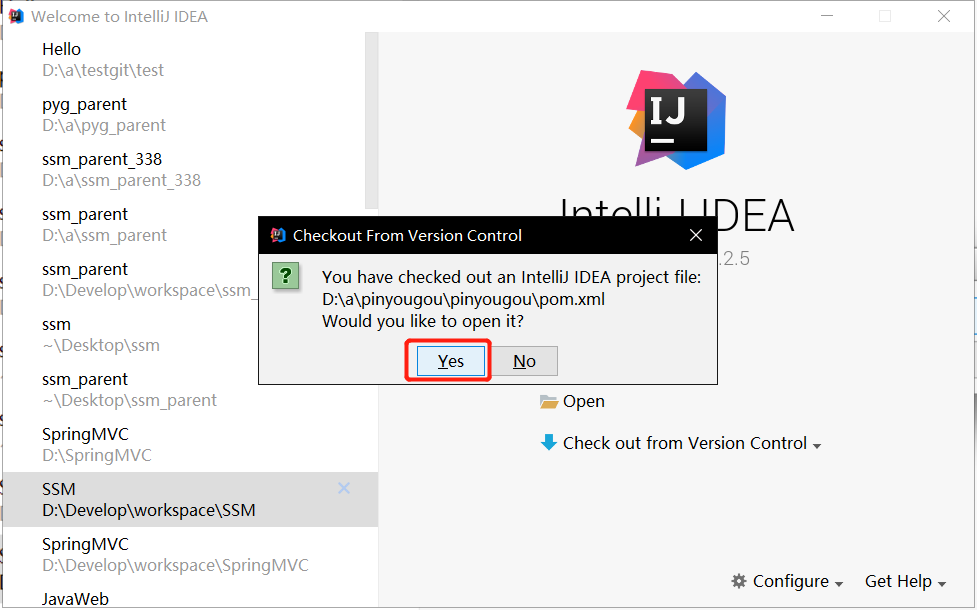 Welcome to IntelliJ IDEA
Hello
D:\a\testgit\test
pyg_parent
D:\a\pyg_parent
ssm_parent_338
D:\a\ssm_parent_338
ssm_parent
D:\a\ssm_parent
ssm_parent
D:\Develop\workspace\ssm_
ssm
~\Desktop\ssm
ssm_parent
~\Desktop\ssm_parent
SpringMVC
D:\SpringMVC
SSM
D:\Develop\workspace\SSM
SpringMVC
D:\Develop\workspace\SpringMVC
JavaWeb
IJ
IntelliJ IDEA
.2.5
Checkout From Version Control
?
You have checked out an IntelliJ IDEA project file:
D:\a\pinyougou\pinyougou\pom.xml
Would you like to open it?
Yes No
Open
Check out from Version Control
Configure Get Help